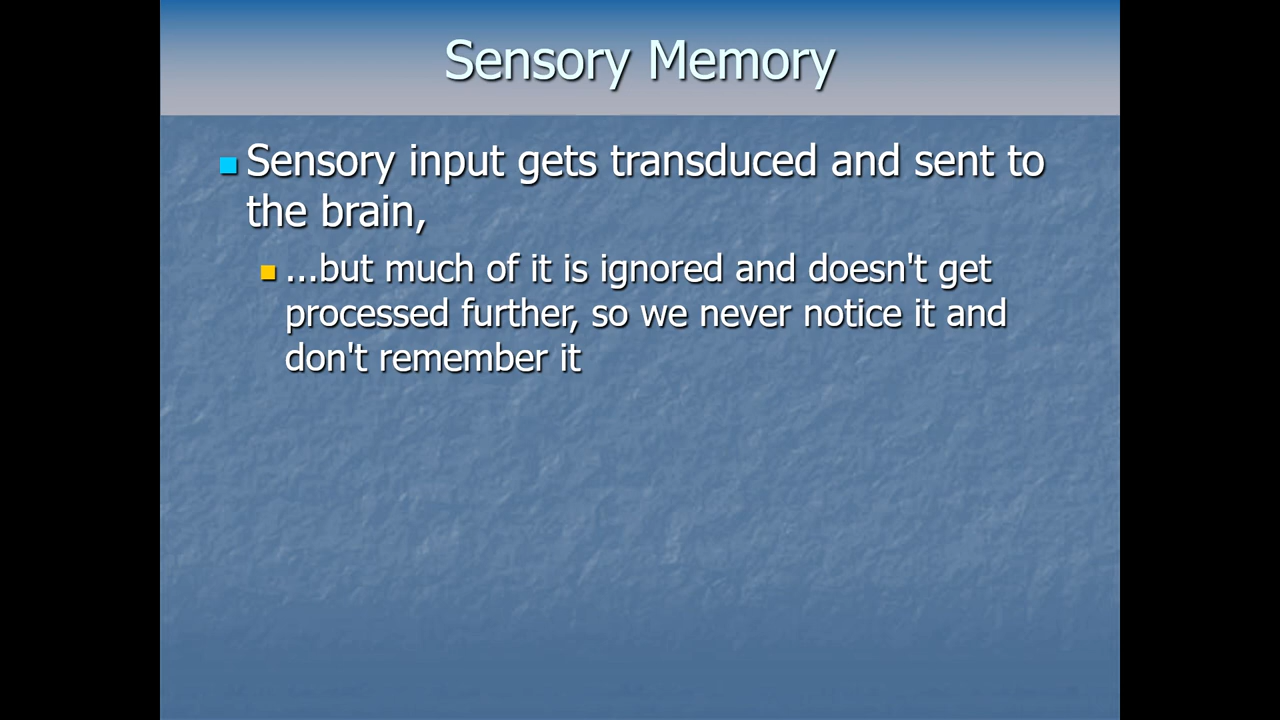 Sensory Memory
Sensory input gets transduced and sent to
the brain,
...but much of it is ignored and doesn't get
processed further, so we never notice it and
don't remember it